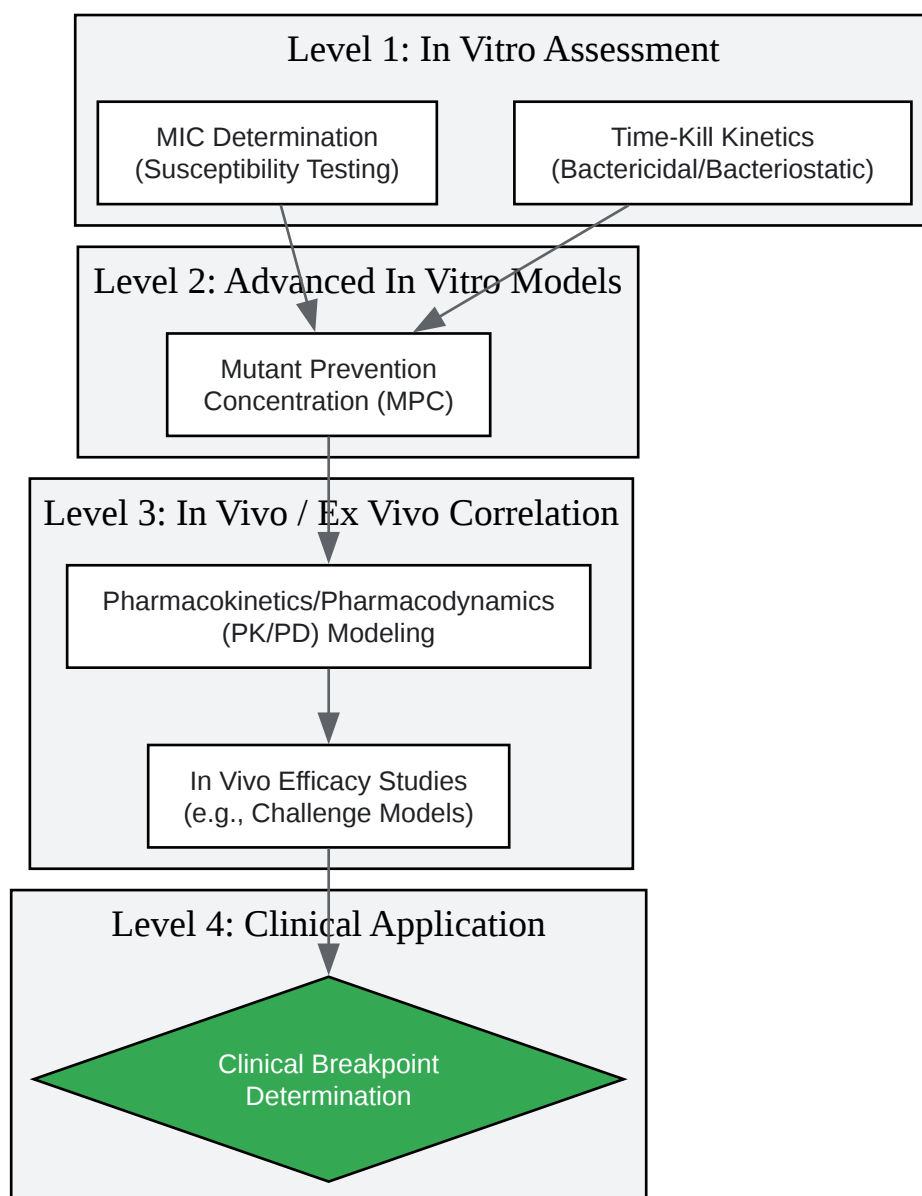 Level 1: In Vitro Assessment
MIC Determination
(Susceptibility Testing)
Time-Kill Kinetics
(Bactericidal/Bacteriostatic)
Level 2: Advanced In Vitro Models
Mutant Prevention
Concentration (MPC)
Level 3: In Vivo / Ex Vivo Correlation
Pharmacokinetics/Pharmacodynamics
(PK/PD) Modeling
In Vivo Efficacy Studies
(e.g., Challenge Models)
Level 4: Clinical Application
Clinical Breakpoint
Determination